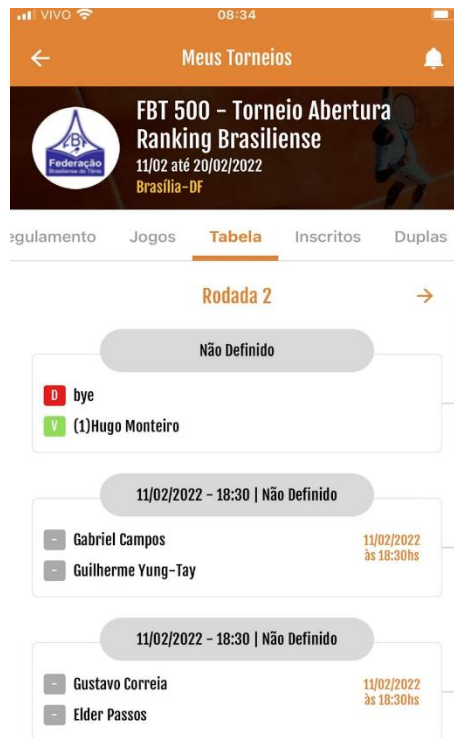 VIVO 08:34
Meus Torneios
FBT 500 - Torneio Abertura
Ranking Brasiliense
11/02 até 20/02/2022
Brasília-DF
FBT
Federação
Brasiliense de Tênis
egulamento Jogos Tabela Inscritos Duplas
Rodada 2
Não Definido
D bye
V (1)Hugo Monteiro
11/02/2022 - 18:30 | Não Definido
- Gabriel Campos
11/02/2022
às 18:30hs
- Guilherme Yung-Tay
11/02/2022 - 18:30 | Não Definido
- Gustavo Correia
11/02/2022
às 18:30hs
- Elder Passos